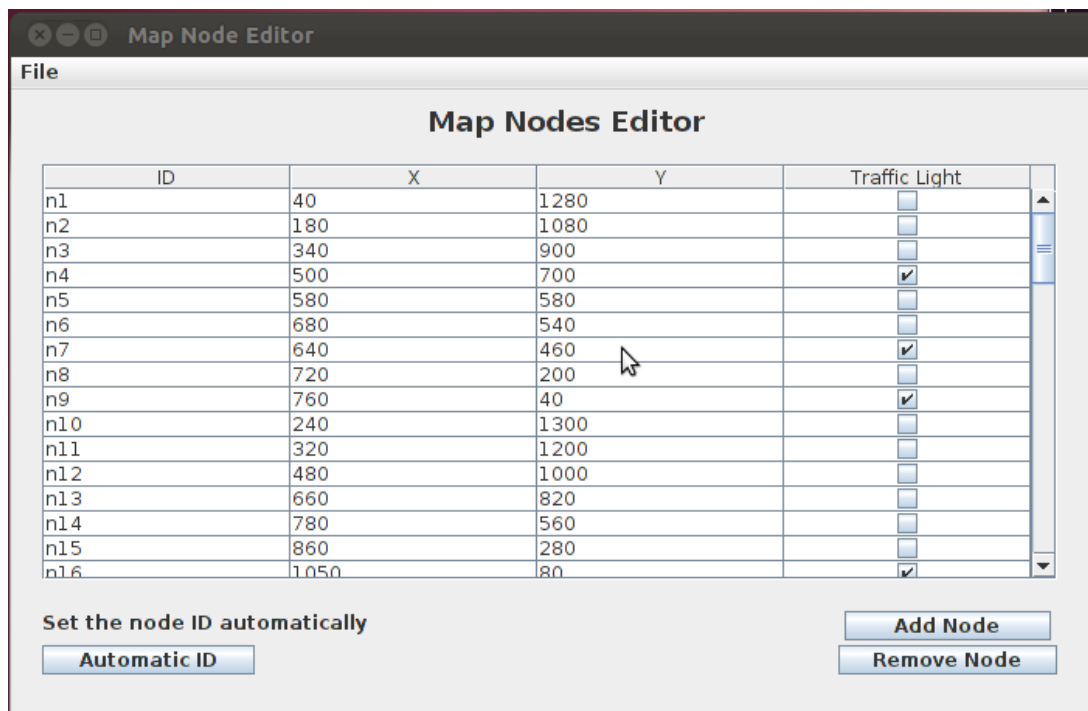 Map Node Editor
File
Map Nodes Editor
ID X Y Traffic Light
n1 40 1280
n2 180 1080
n3 340 900
n4 500 700
n5 580 580
n6 680 540
n7 640 460
n8 720 200
n9 760 40
n10 240 1300
n11 320 1200
n12 480 1000
n13 660 820
n14 780 560
n15 860 280
n16 1050 80
Set the node ID automatically
Add Node
Automatic ID
Remove Node